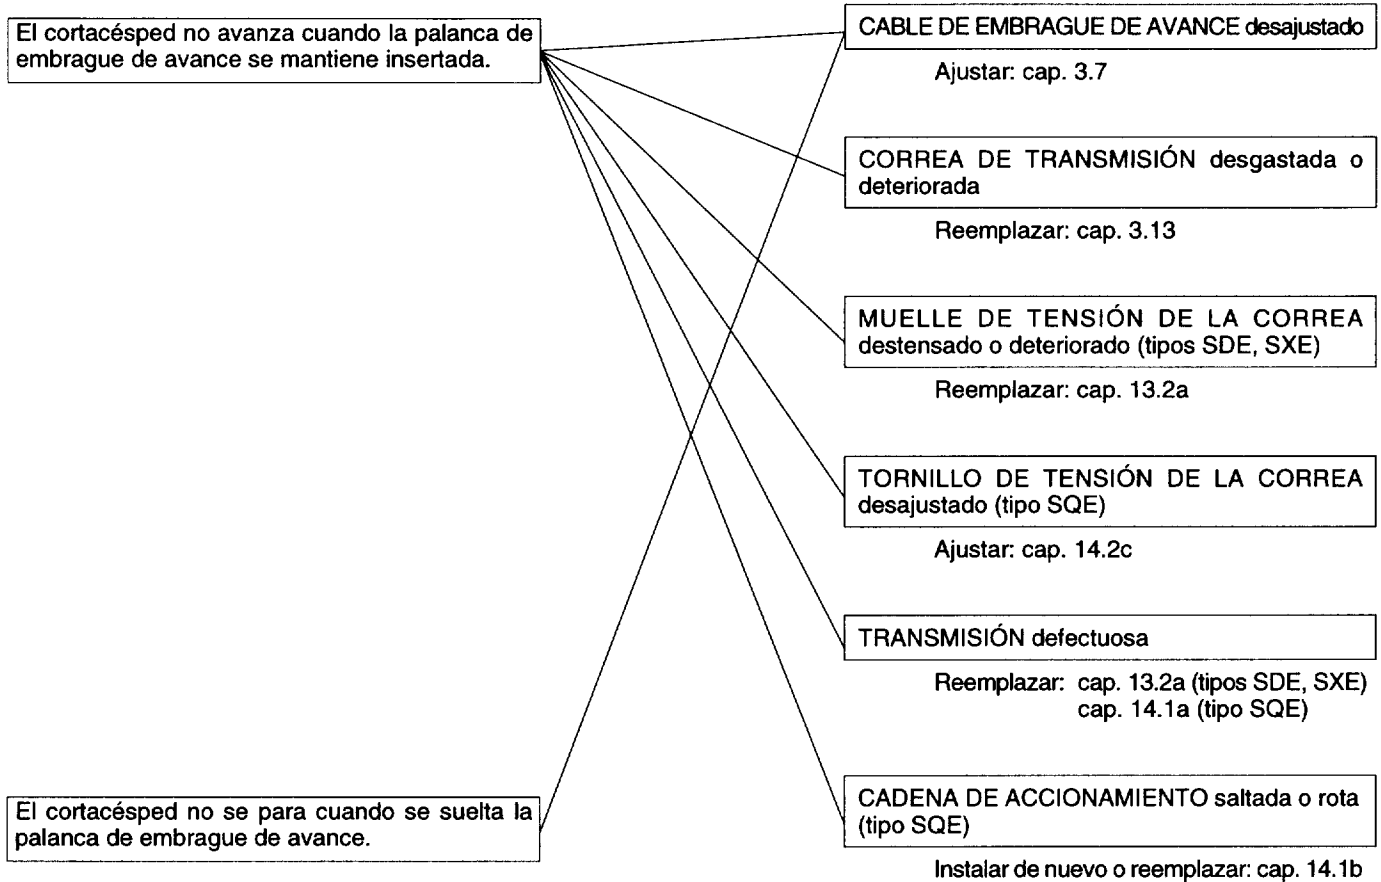 El cortacésped no avanza cuando la palanca de
embrague de avance se mantiene insertada.
CABLE DE EMBRAGUE DE AVANCE desajustado
Ajustar: cap. 3.7
CORREA DE TRANSMISIÓN desgastada o
deteriorada
Reemplazar: cap. 3.13
MUELLE DE TENSIÓN DE LA CORREA
destensado o deteriorado (tipos SDE, SXE)
Reemplazar: cap. 13.2a
TORNILLO DE TENSIÓN DE LA CORREA
desajustado (tipo SQE)
Ajustar: cap. 14.2c
TRANSMISIÓN defectuosa
Reemplazar: cap. 13.2a (tipos SDE, SXE)
cap. 14.1a (tipo SQE)
El cortacésped no se para cuando se suelta la
palanca de embrague de avance.
CADENA DE ACCIONAMIENTO saltada o rota
(tipo SQE)
Instalar de nuevo o reemplazar: cap. 14.1b